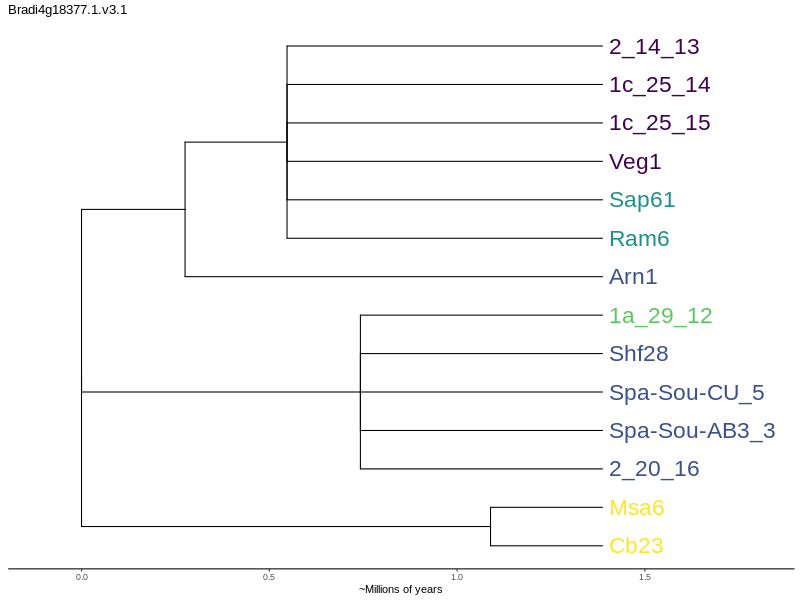 Bradi4g18377.1.v3.1
2_14_13
1c_25_14
1c_25_15
Veg1
Sap61
Ram6
Arn1
1a_29_12
Shf28
Spa-Sou-CU_5
Spa-Sou-AB3_3
2_20_16
Msa6
Cb23
0.0 0.5 1.0 1.5
~Millions of years